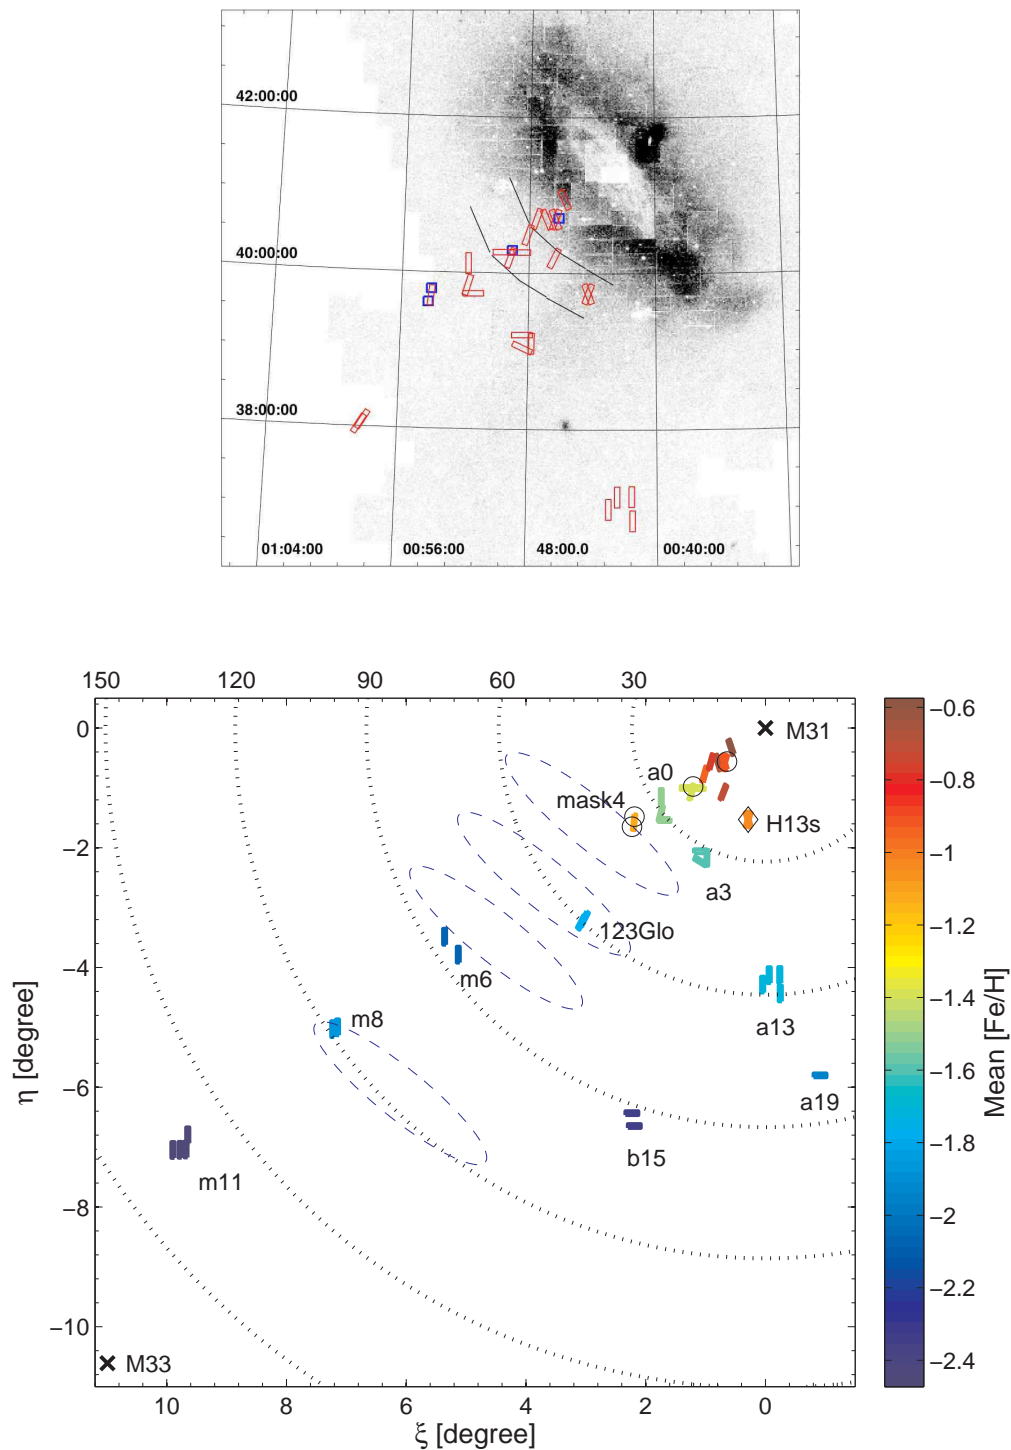 42:00:00
40:00:00
38:00:00
01:04:00 00:56:00 48:00.0 00:40:00
150 120 90 60 30
0 M31 −0.6
a0
mask4 −0.8
H13s −1
−2
a3 −1.2
123Glo
−4 m6 −1.4
a13
m8 −1.6
−6 a19
b15 −1.8
m11
−8 −2
−10 −2.2
M33 −2.4
10 8 6 4 2 0
ξ [degree]
η [degree]
Mean [Fe/H]